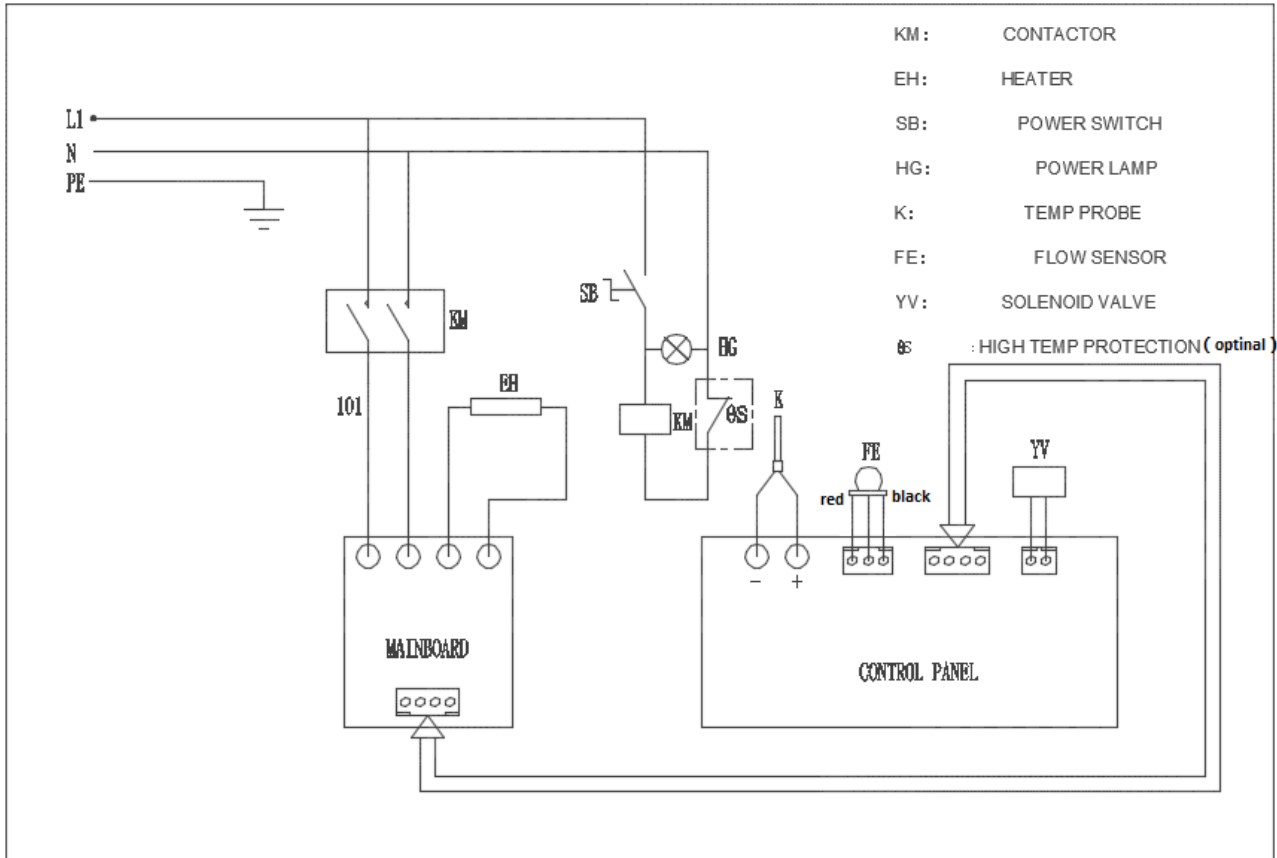 KM: CONTACTOR
EH: HEATER
SB: POWER SWITCH
HG: POWER LAMP
K: TEMP PROBE
FE: FLOW SENSOR
YV: SOLENOID VALVE
θS :HIGH TEMP PROTECTION ( optinal )
L1
N
PE
SB
KM
HG
EH
101
KM
θS
K
FE
YV
red
black
- +
MAINBOARD
CONTROL PANEL